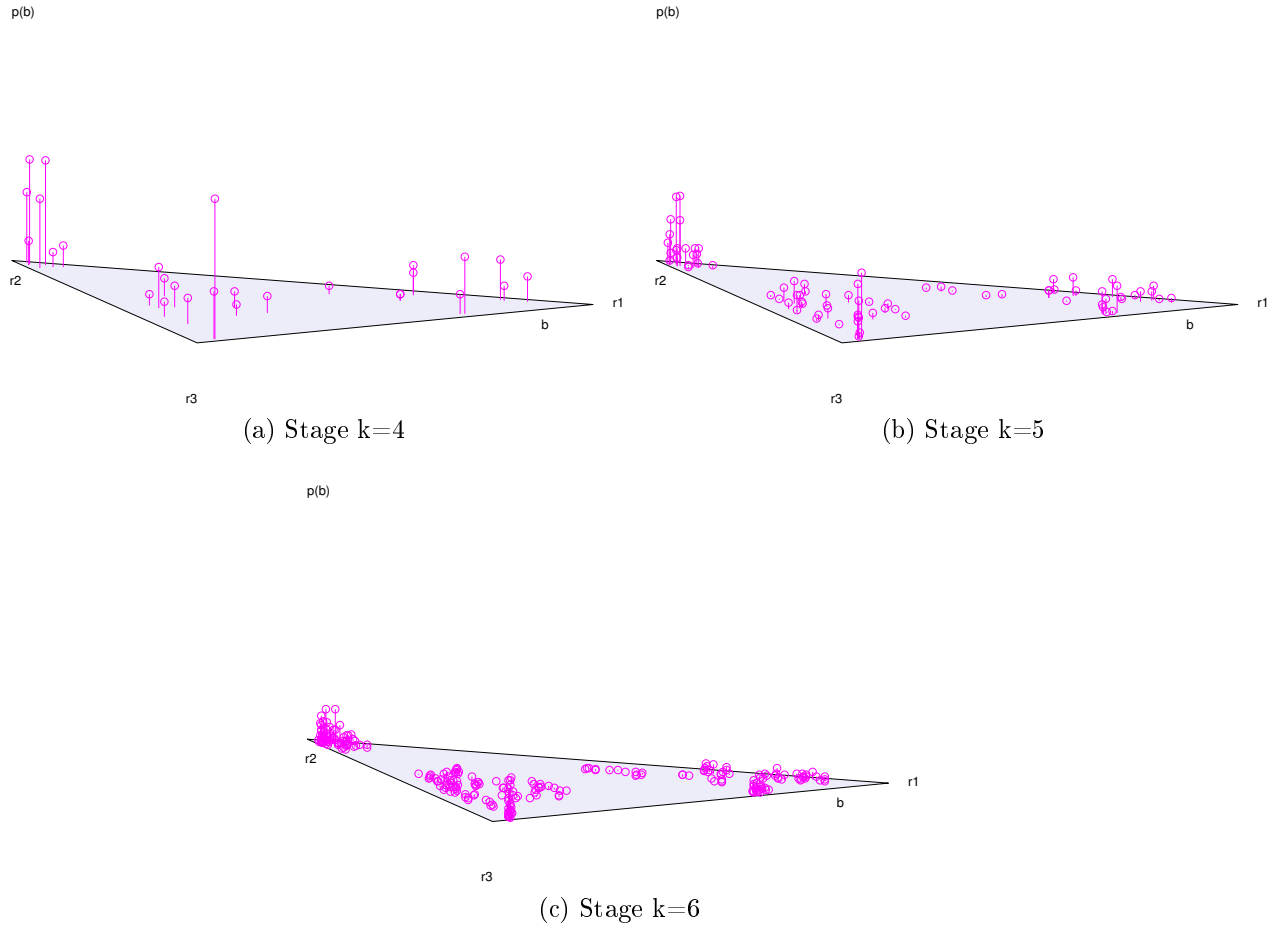 p(b)
r2
r1
b
r3
(a) Stage k=4
p(b)
r2
r1
b
r3
(b) Stage k=5
p(b)
r2
r1
b
r3
(c) Stage k=6